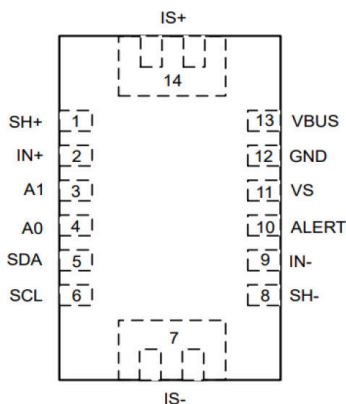 IS+
14
SH+ 1 13 VBUS
IN+ 2 12 GND
A1 3 11 VS
A0 4 10 ALERT
SDA 5 9 IN-
SCL 6 8 SH-
7
IS-